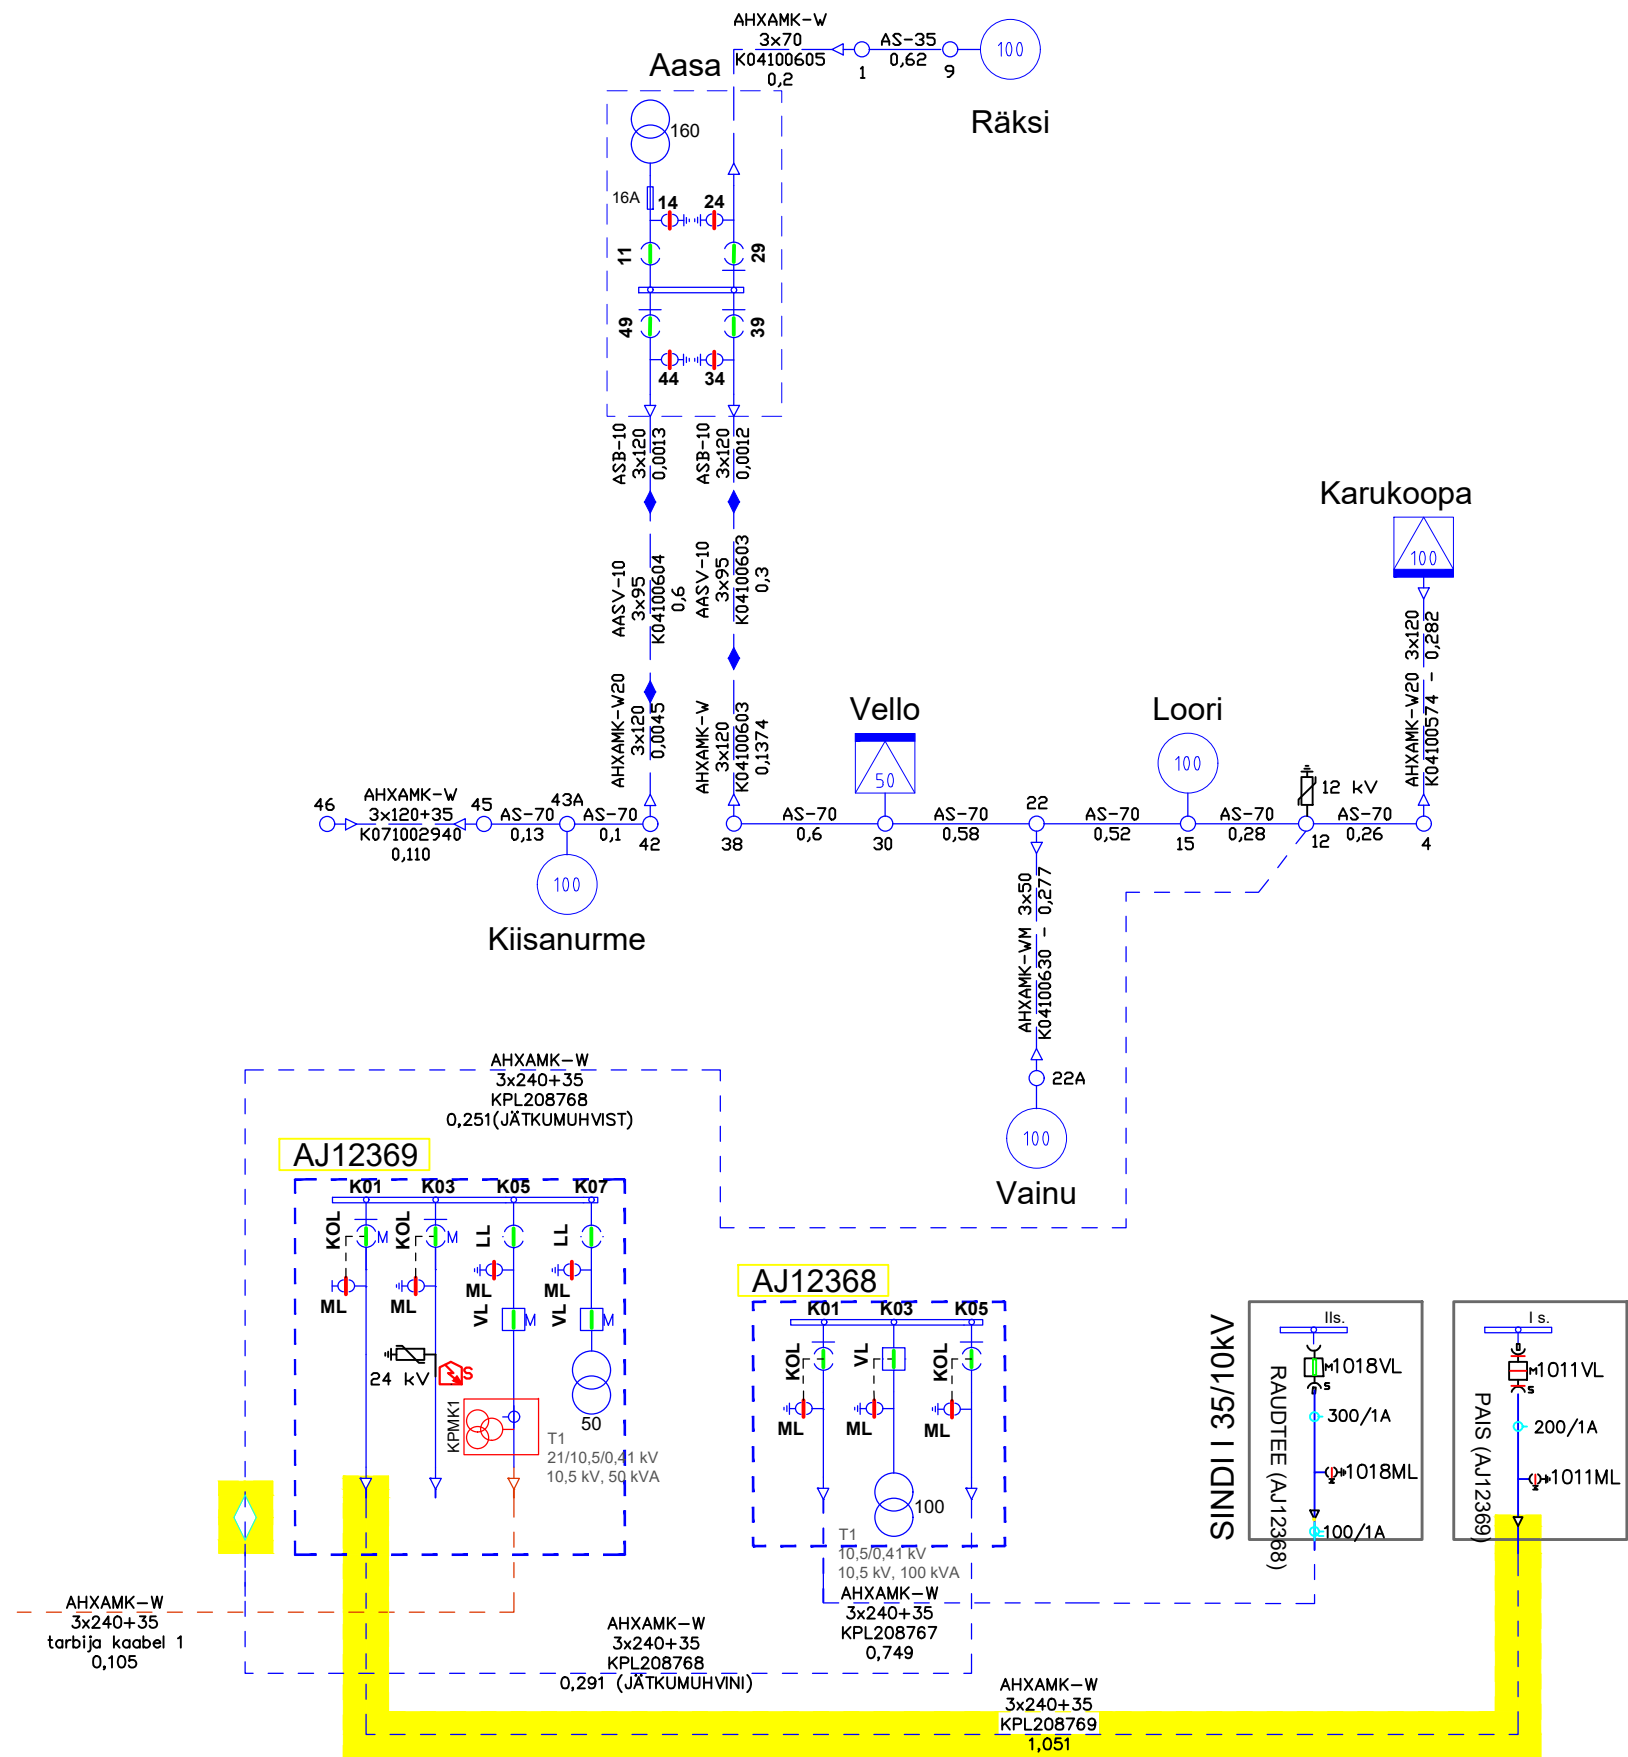 AHXAMK-W
3x70
K04100605
0,2
1
AS-35
0,62
9
100
Räksi
Aasa
160
16A
14
24
11
29
49
39
44
34
ASB-10
3x120
0,0013
ASB-10
3x120
0,0012
AASV-10
3x95
K04100604
0,6
AASV-10
3x95
K04100603
0,3
AHXAMK-W20
3x120
0,0045
AHXAMK-W
3x120
K04100603
0,1374
Karukoopa
100
AHXAMK-W20 3x120
K04100574 - 0,282
Vello
50
Loori
100
12 kV
46
AHXAMK-W
3x120+35
K071002940
0,110
45
AS-70
0,13
43A
AS-70
0,1
42
38
AS-70
0,6
30
AS-70
0,58
22
AS-70
0,52
15
AS-70
0,28
12
AS-70
0,26
4
100
Kiisanurme
AHXAMK-WM 3x50
K04100630 - 0,277
22A
100
Vainu
AHXAMK-W
3x240+35
KPL208768
0,251(JÄTKUMUHVIST)
AJ12369
K01
K03
K05
K07
KOL
M
KOL
M
LL
LL
ML
ML
ML
ML
VL
M
VL
M
24 kV
S
50
KPMK1
T1
21/10,5/0,41 kV
10,5 kV, 50 kVA
AJ12368
K01
K03
K05
KOL
VL
KOL
ML
ML
ML
100
T1
10,5/0,41 kV
10,5 kV, 100 kVA
AHXAMK-W
3x240+35
KPL208767
0,749
SINDI I 35/10kV
RAUDTEE (AJ12368)
IIs.
M
1018VL
s
300/1A
1018ML
100/1A
PAIS (AJ12369)
I s.
M
1011VL
s
200/1A
1011ML
AHXAMK-W
3x240+35
tarbija kaabel 1
0,105
AHXAMK-W
3x240+35
KPL208768
0,291 (JÄTKUMUHVINI)
AHXAMK-W
3x240+35
KPL208769
1,051